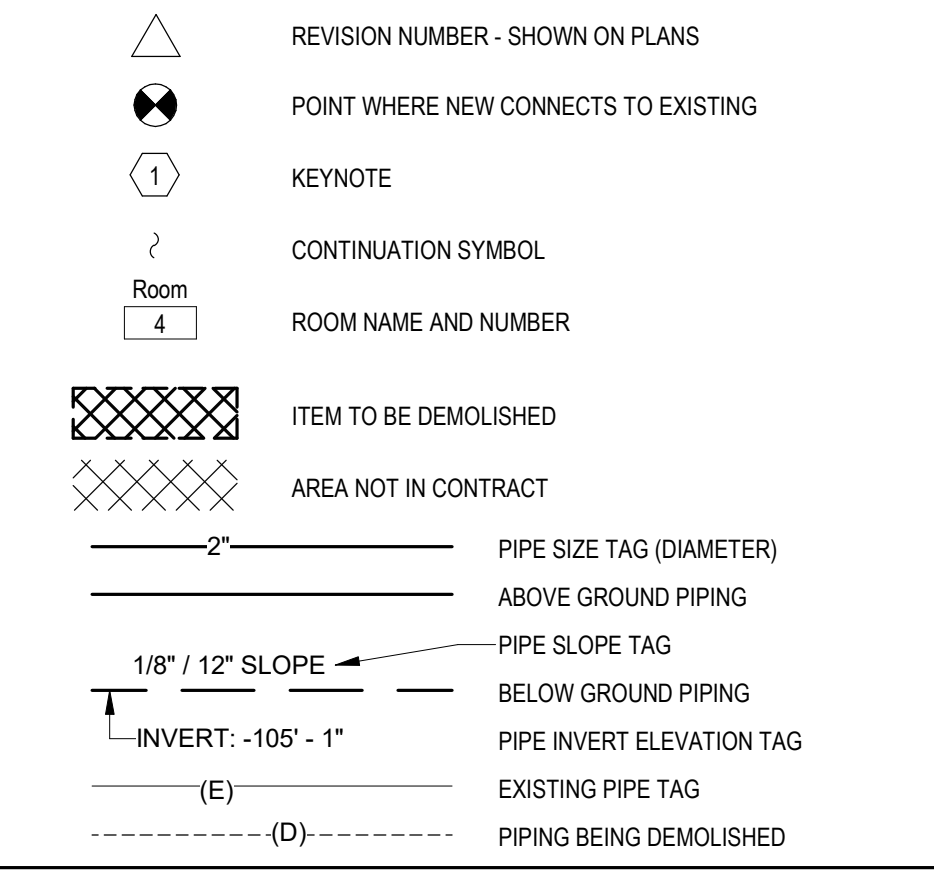 REVISION NUMBER - SHOWN ON PLANS
POINT WHERE NEW CONNECTS TO EXISTING
1 KEYNOTE
CONTINUATION SYMBOL
Room
4 ROOM NAME AND NUMBER
ITEM TO BE DEMOLISHED
AREA NOT IN CONTRACT
2" PIPE SIZE TAG (DIAMETER)
ABOVE GROUND PIPING
PIPE SLOPE TAG
1/8" / 12" SLOPE
BELOW GROUND PIPING
INVERT: -105' - 1" PIPE INVERT ELEVATION TAG
(E) EXISTING PIPE TAG
(D) PIPING BEING DEMOLISHED